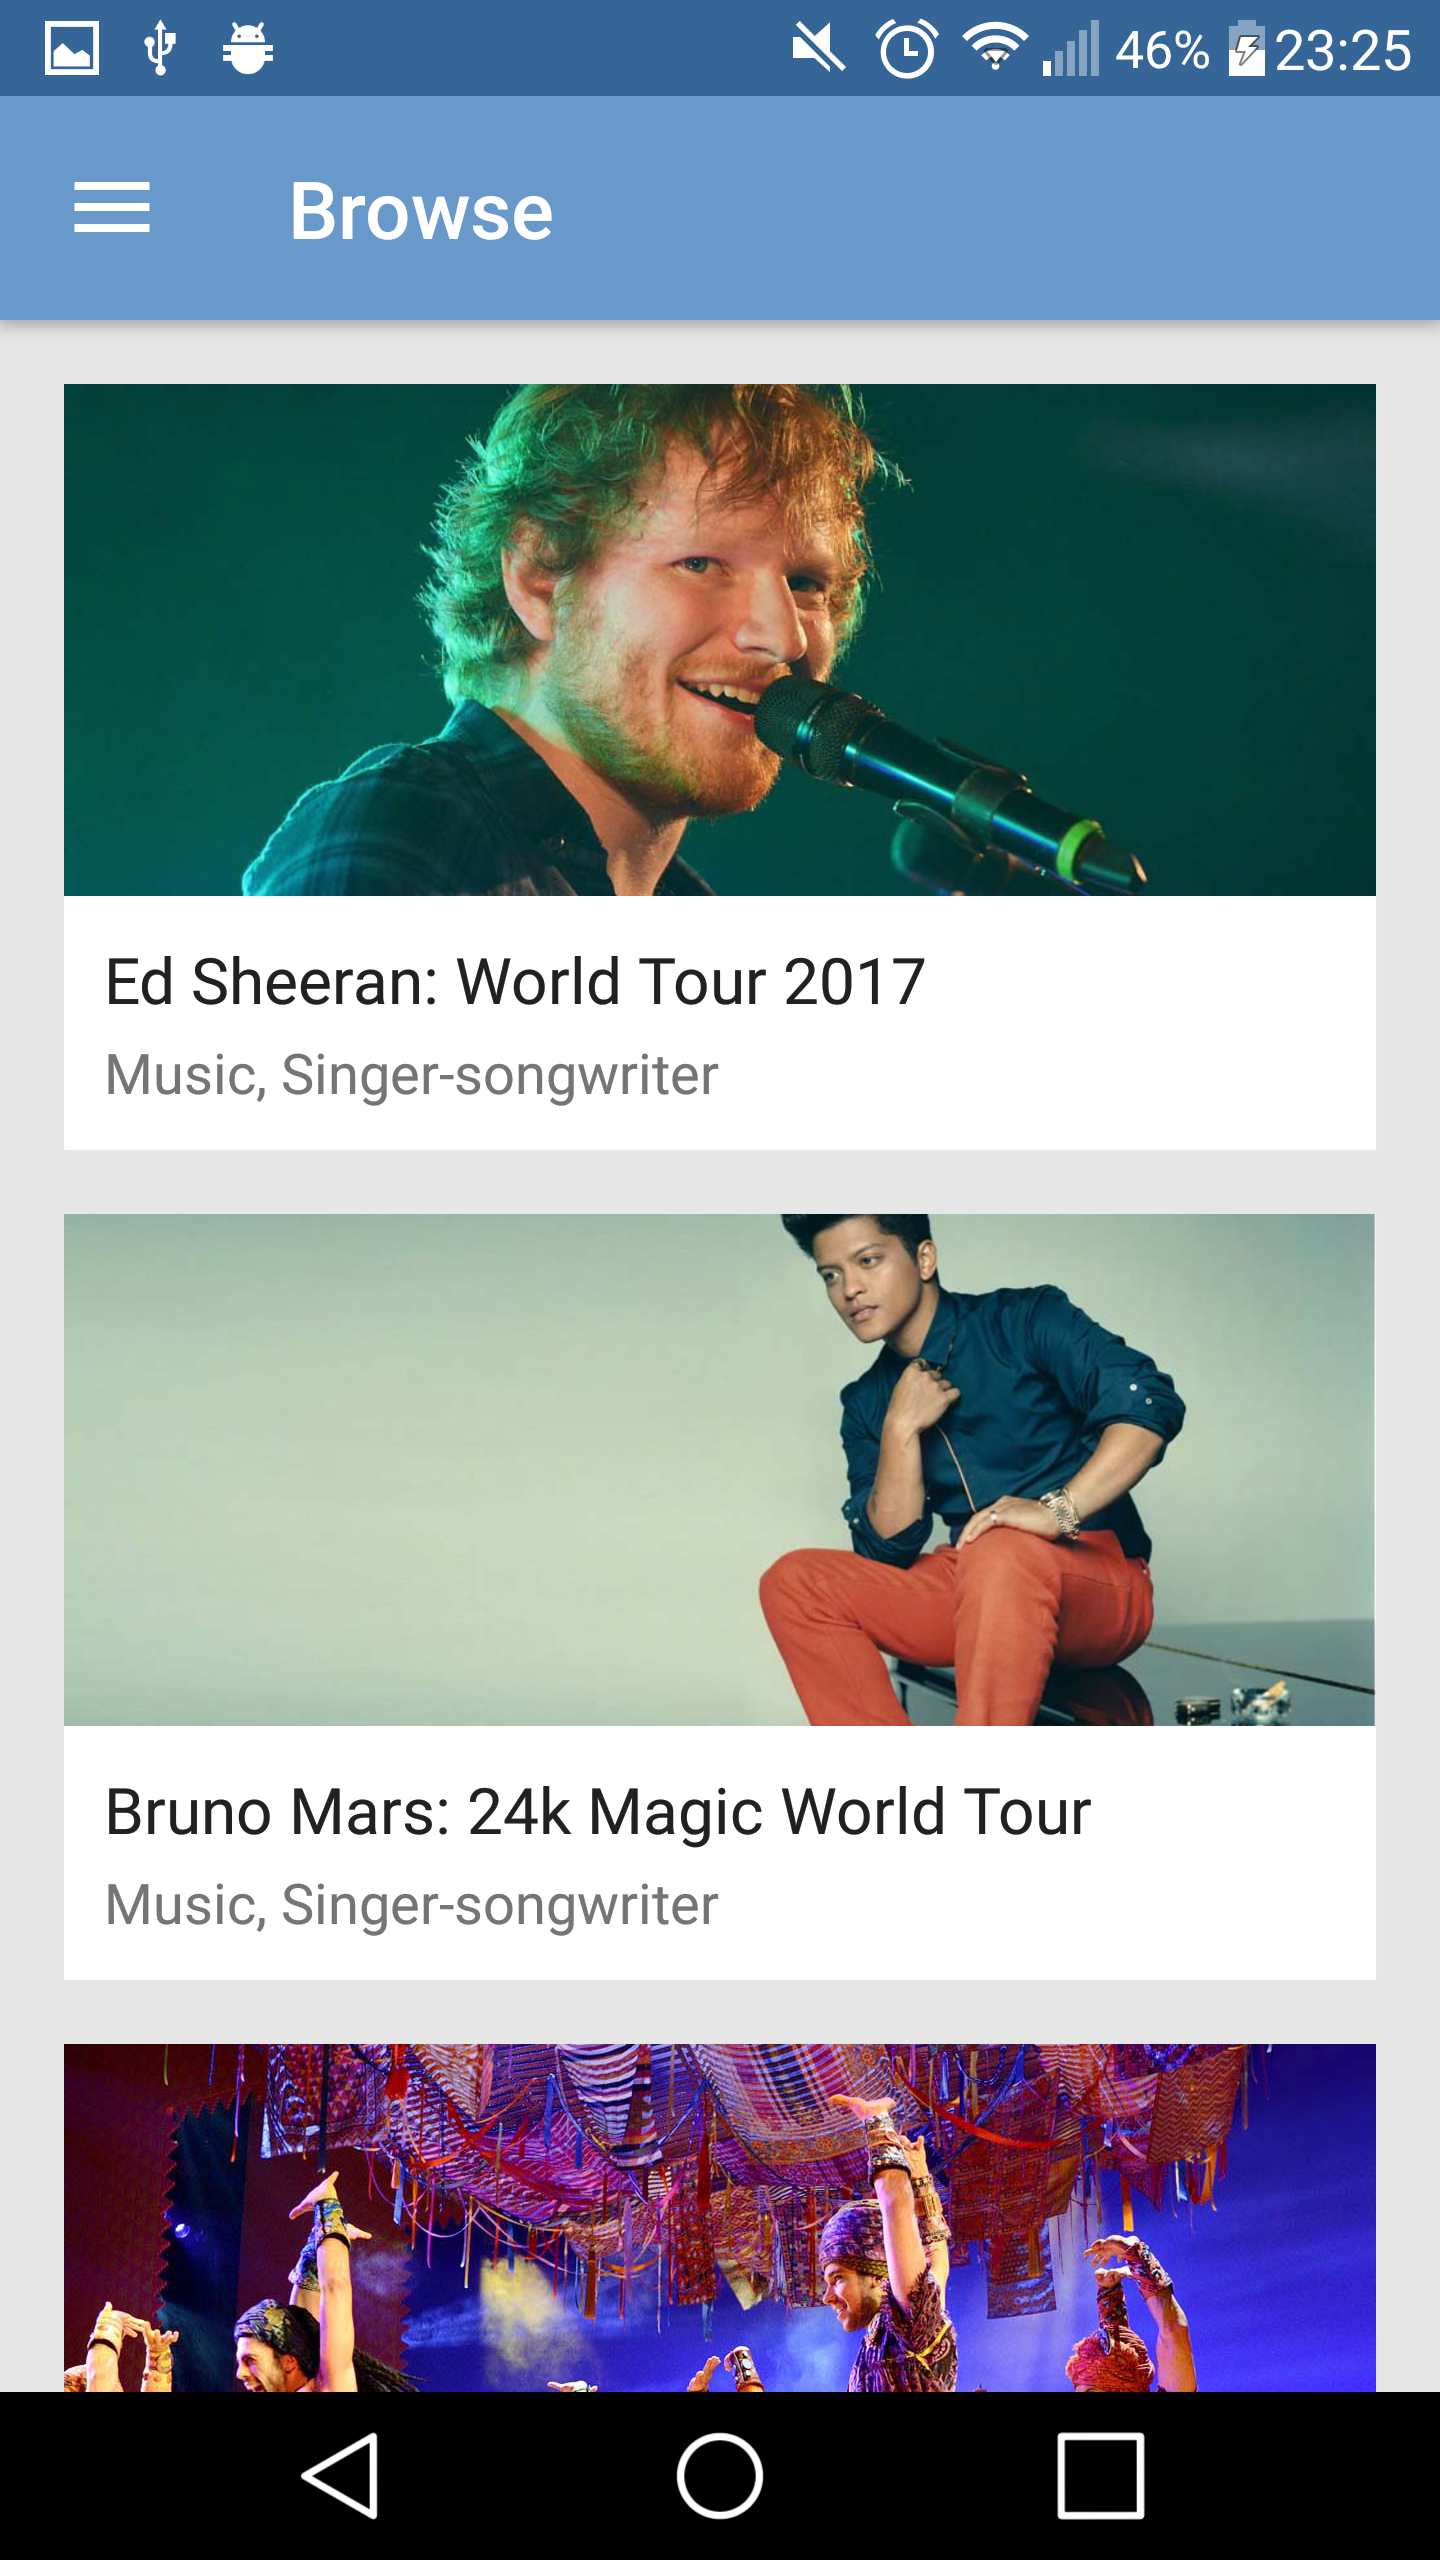 46% 23:25
Browse
Ed Sheeran: World Tour 2017
Music, Singer-songwriter
Bruno Mars: 24k Magic World Tour
Music, Singer-songwriter